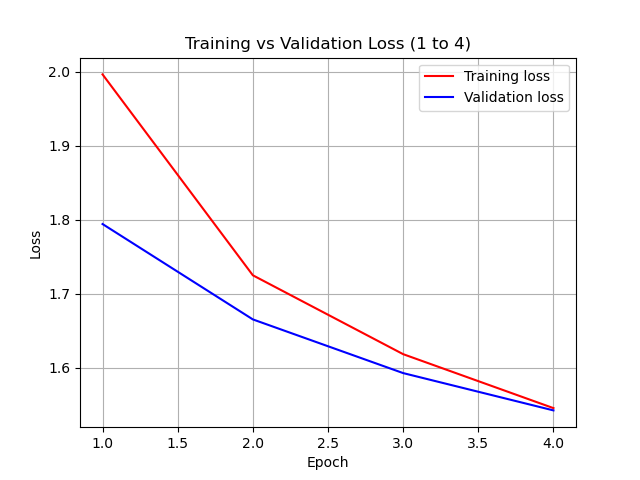 Training vs Validation Loss (1 to 4)
Training loss
Validation loss
2.0
1.9
1.8
1.7
1.6
Loss
1.0 1.5 2.0 2.5 3.0 3.5 4.0
Epoch